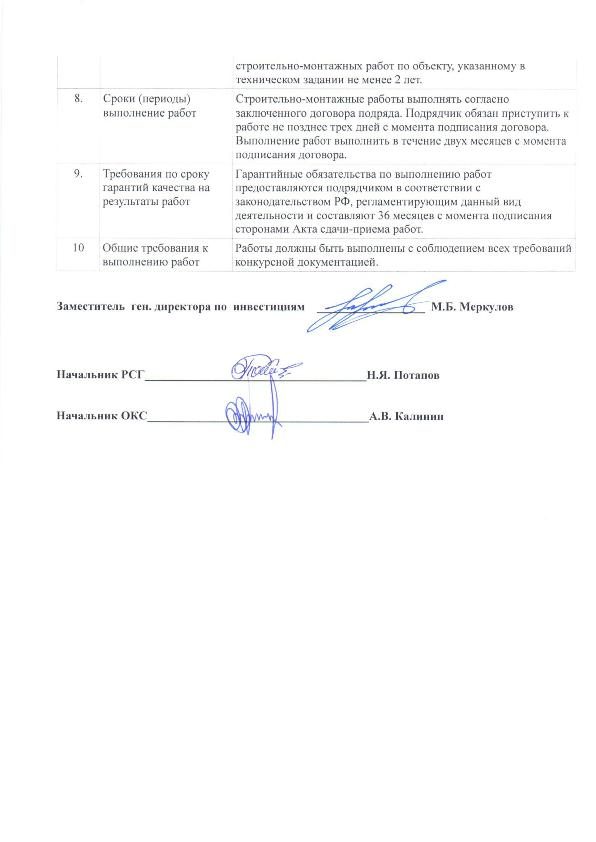 строительно-монтажных работ по объекту, указанному в
техническом задании не менее 2 лет.
8. Сроки (периоды) Строительно-монтажные работы выполнять согласно
выполнение работ заключенного договора подряда. Подрядчик обязан приступить к
работе не позднее трех дней с момента подписания договора.
Выполнение работ выполнить в течение двух месяцев с момента
подписания договора.
9. Требования по сроку Гарантийные обязательства по выполнению работ
гарантий качества на предоставляются подрядчиком в соответствии с
результаты работ законодательством РФ, регламентирующим данный вид
деятельности и составляют 36 месяцев с момента подписания
сторонами Акта сдачи-приема работ.
10 Общие требования к Работы должны быть выполнены с соблюдением всех требований
выполнению работ конкурсной документацией.
Заместитель ген. директора по инвестициям М.Б. Меркулов
Начальник РСГ Н.Я. Потапов
Начальник ОКС А.В. Калинин